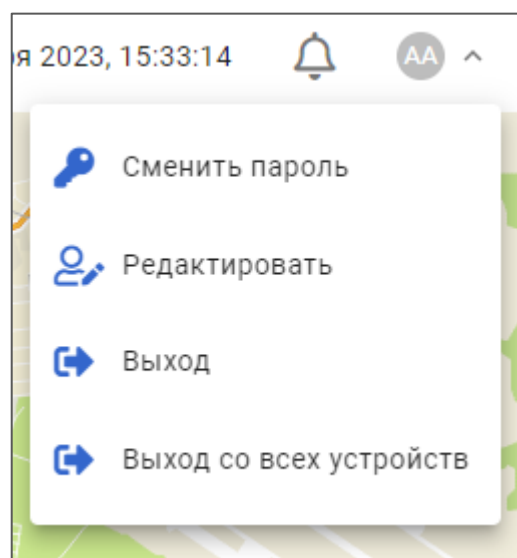 я 2023, 15:33:14
AA
Сменить пароль
Редактировать
Выход
Выход со всех устройств